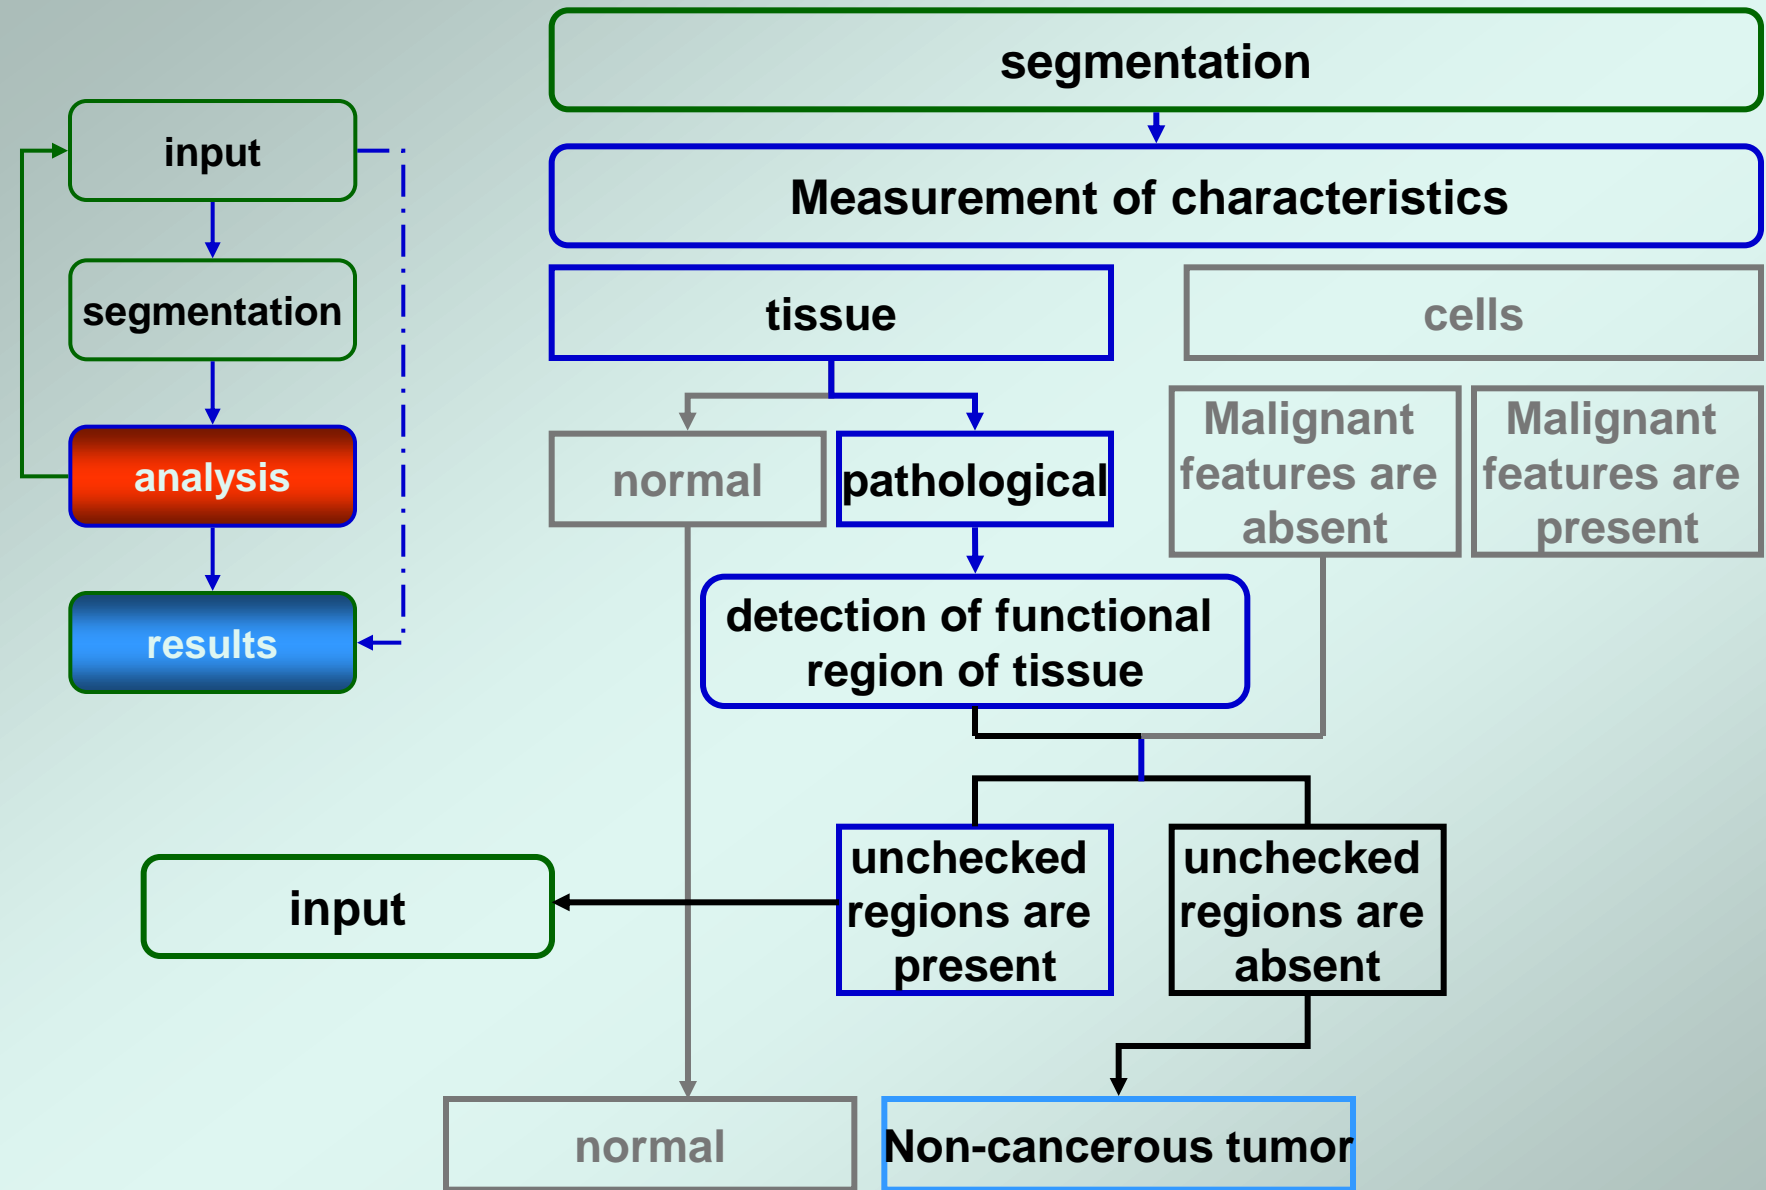 input
segmentation
analysis
results
segmentation
Measurement of characteristics
tissue
cells
normal
pathological
Malignant
features are
absent
Malignant
features are
present
detection of functional
region of tissue
input
unchecked
regions are
present
unchecked
regions are
absent
normal
Non-cancerous tumor